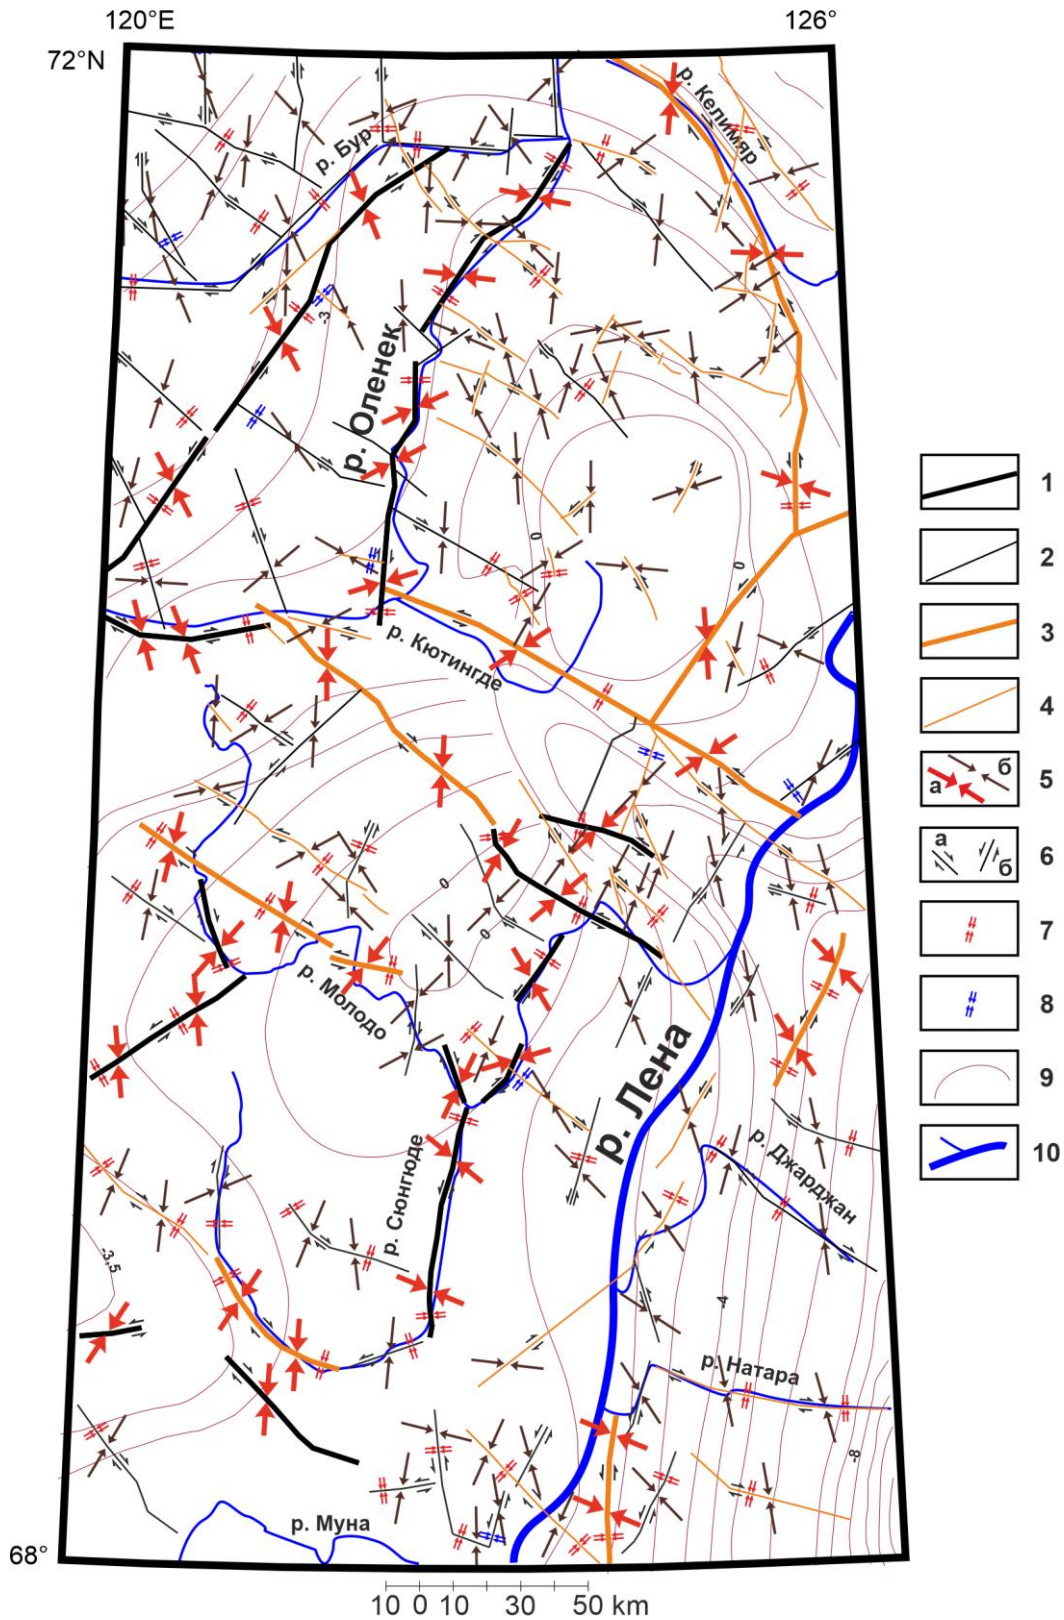 120°E
126°
72°N
р. Келимяр
р. Бур
-3
р. Оленек
1
2
0
0
3
р. Кютингде
4
5
а
б
6
а
б
0
0
7
р. Молодо
8
р. Лена
9
р. Джарджан
10
р. Сюнгюде
-3,5
-4
р. Натара
-8
р. Муна
68°
10 0 10 30 50 km